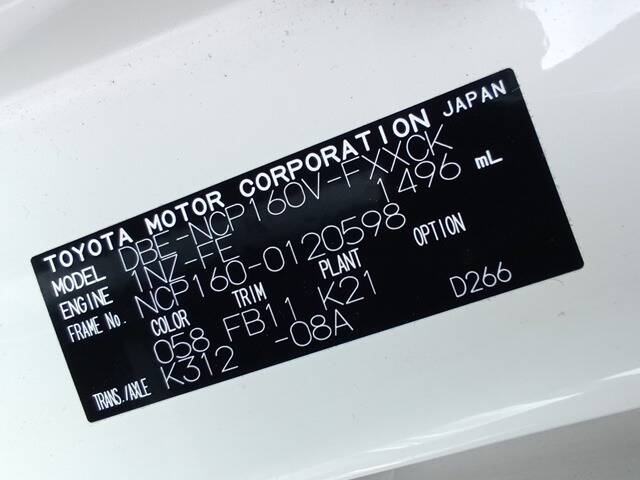 TOYOTA MOTOR CORPORATION JAPAN
MODEL DBE-NCP160V-FXXCK
ENGINE 1NZ-FE 1496 mL
FRAME No. NCP160-0120598
COLOR TRIM PLANT OPTION
058 FB11 K21
TRANS./AXLE K312 -08A D266